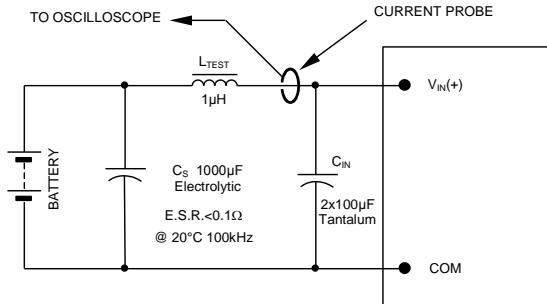 TO OSCILLOSCOPE
CURRENT PROBE
LTEST
1µH
VIN(+)
BATTERY
CS 1000µF
Electrolytic
E.S.R.<0.1Ω
@ 20°C 100kHz
CIN
2x100µF
Tantalum
COM